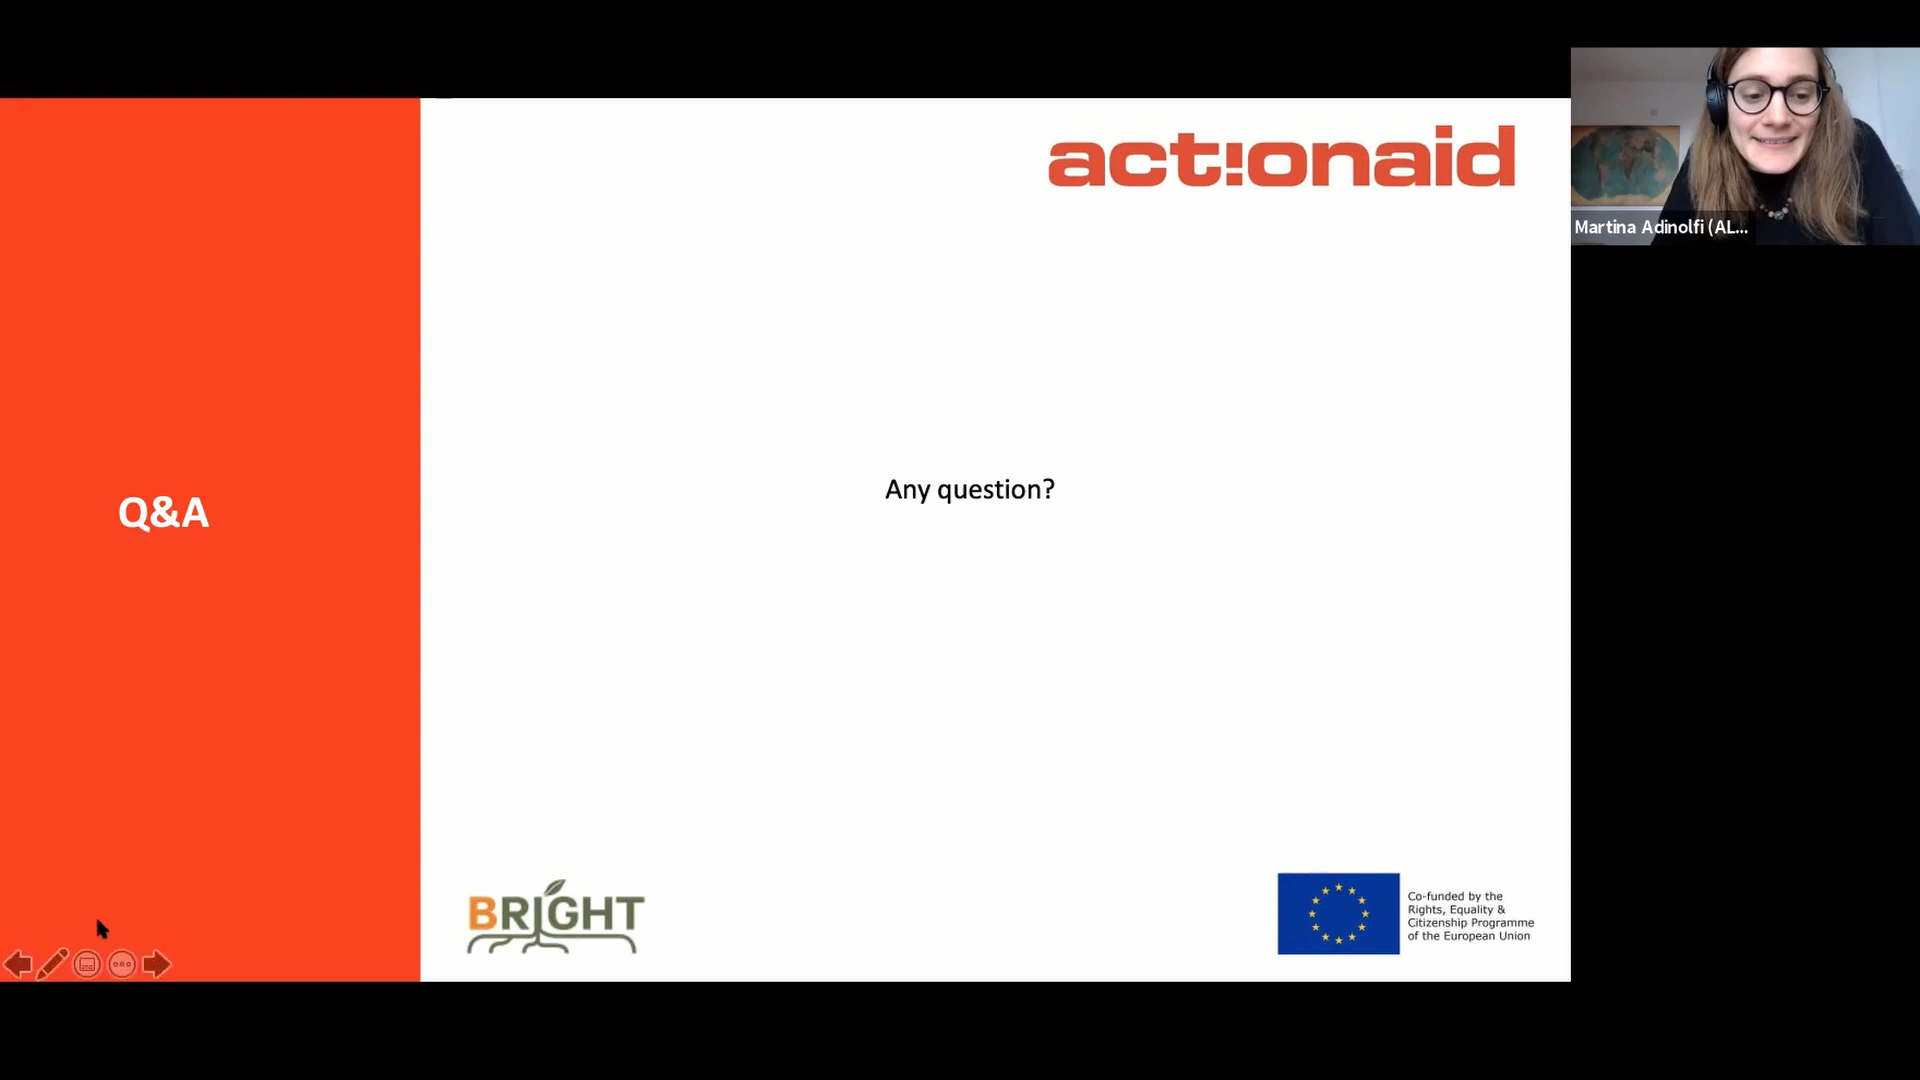 act!onaid
Martina Adinolfi (AL...
Any question?
Q&A
BRIGHT
Co-funded by the
Rights, Equality &
Citizenship Programme
of the European Union